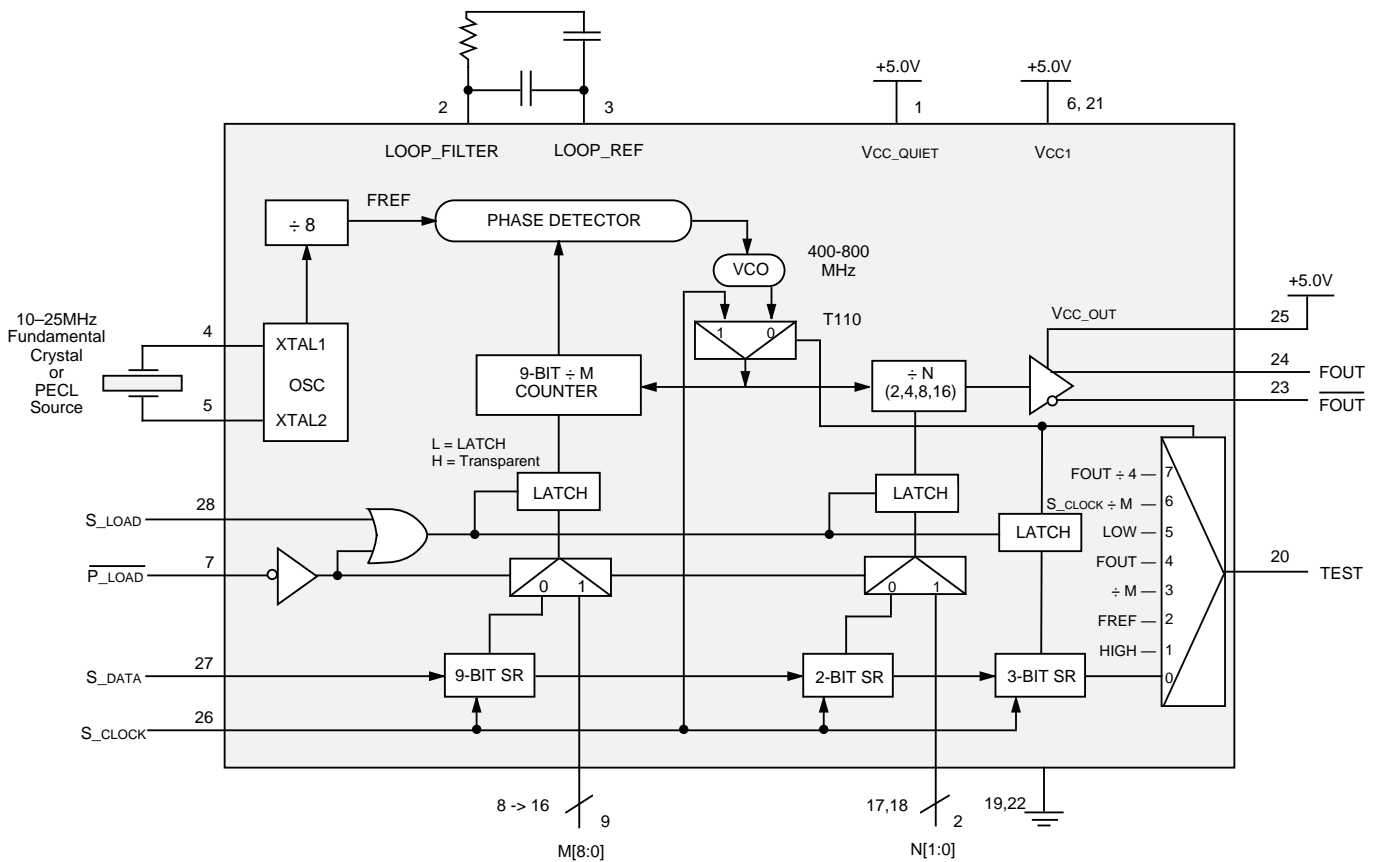 +5.0V
+5.0V
2
3
1
6, 21
LOOP_FILTER
LOOP_REF
VCC_QUIET
VCC1
FREF
÷ 8
PHASE DETECTOR
VCO
400-800
MHz
+5.0V
10–25MHz
Fundamental
Crystal
or
PECL
Source
4
5
XTAL1
OSC
XTAL2
1
0
T110
VCC_OUT
25
9-BIT ÷ M
COUNTER
÷ N
(2,4,8,16)
24
FOUT
23
FOUT
L = LATCH
H = Transparent
LATCH
LATCH
LATCH
S_LOAD
28
P_LOAD
7
0
1
0
1
FOUT ÷ 4 — 7
S_CLOCK ÷ M — 6
LOW — 5
FOUT — 4
÷ M — 3
FREF — 2
HIGH — 1
0
20
TEST
S_DATA
27
9-BIT SR
2-BIT SR
3-BIT SR
S_CLOCK
26
8 -> 16
9
M[8:0]
17,18
2
N[1:0]
19,22